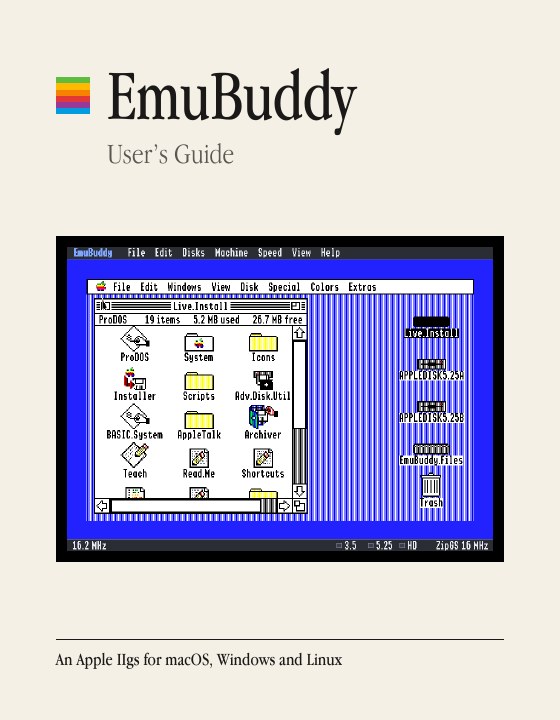 EmuBuddy
User's Guide
EmuBuddy File Edit Disks Machine Speed View Help
File Edit Windows View Disk Special Colors Extras
Live.Install
ProDOS 19 items 5.2 MB used 26.7 MB free
Live.Install
ProDOS System Icons
APPLEDISK5.25A
Installer Scripts Adv.Disk.Util
APPLEDISK5.25B
BASIC.System AppleTalk Archiver
EmuBuddy.Files
Teach Read.Me Shortcuts
Trash
16.2 MHz 3.5 5.25 HD ZipGS 16 MHz
An Apple IIgs for macOS, Windows and Linux